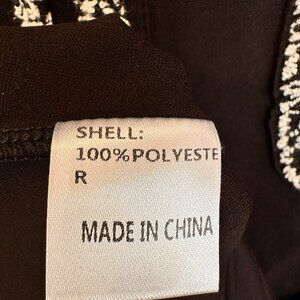 SHELL:
100%POLYESTE
R
MADE IN CHINA